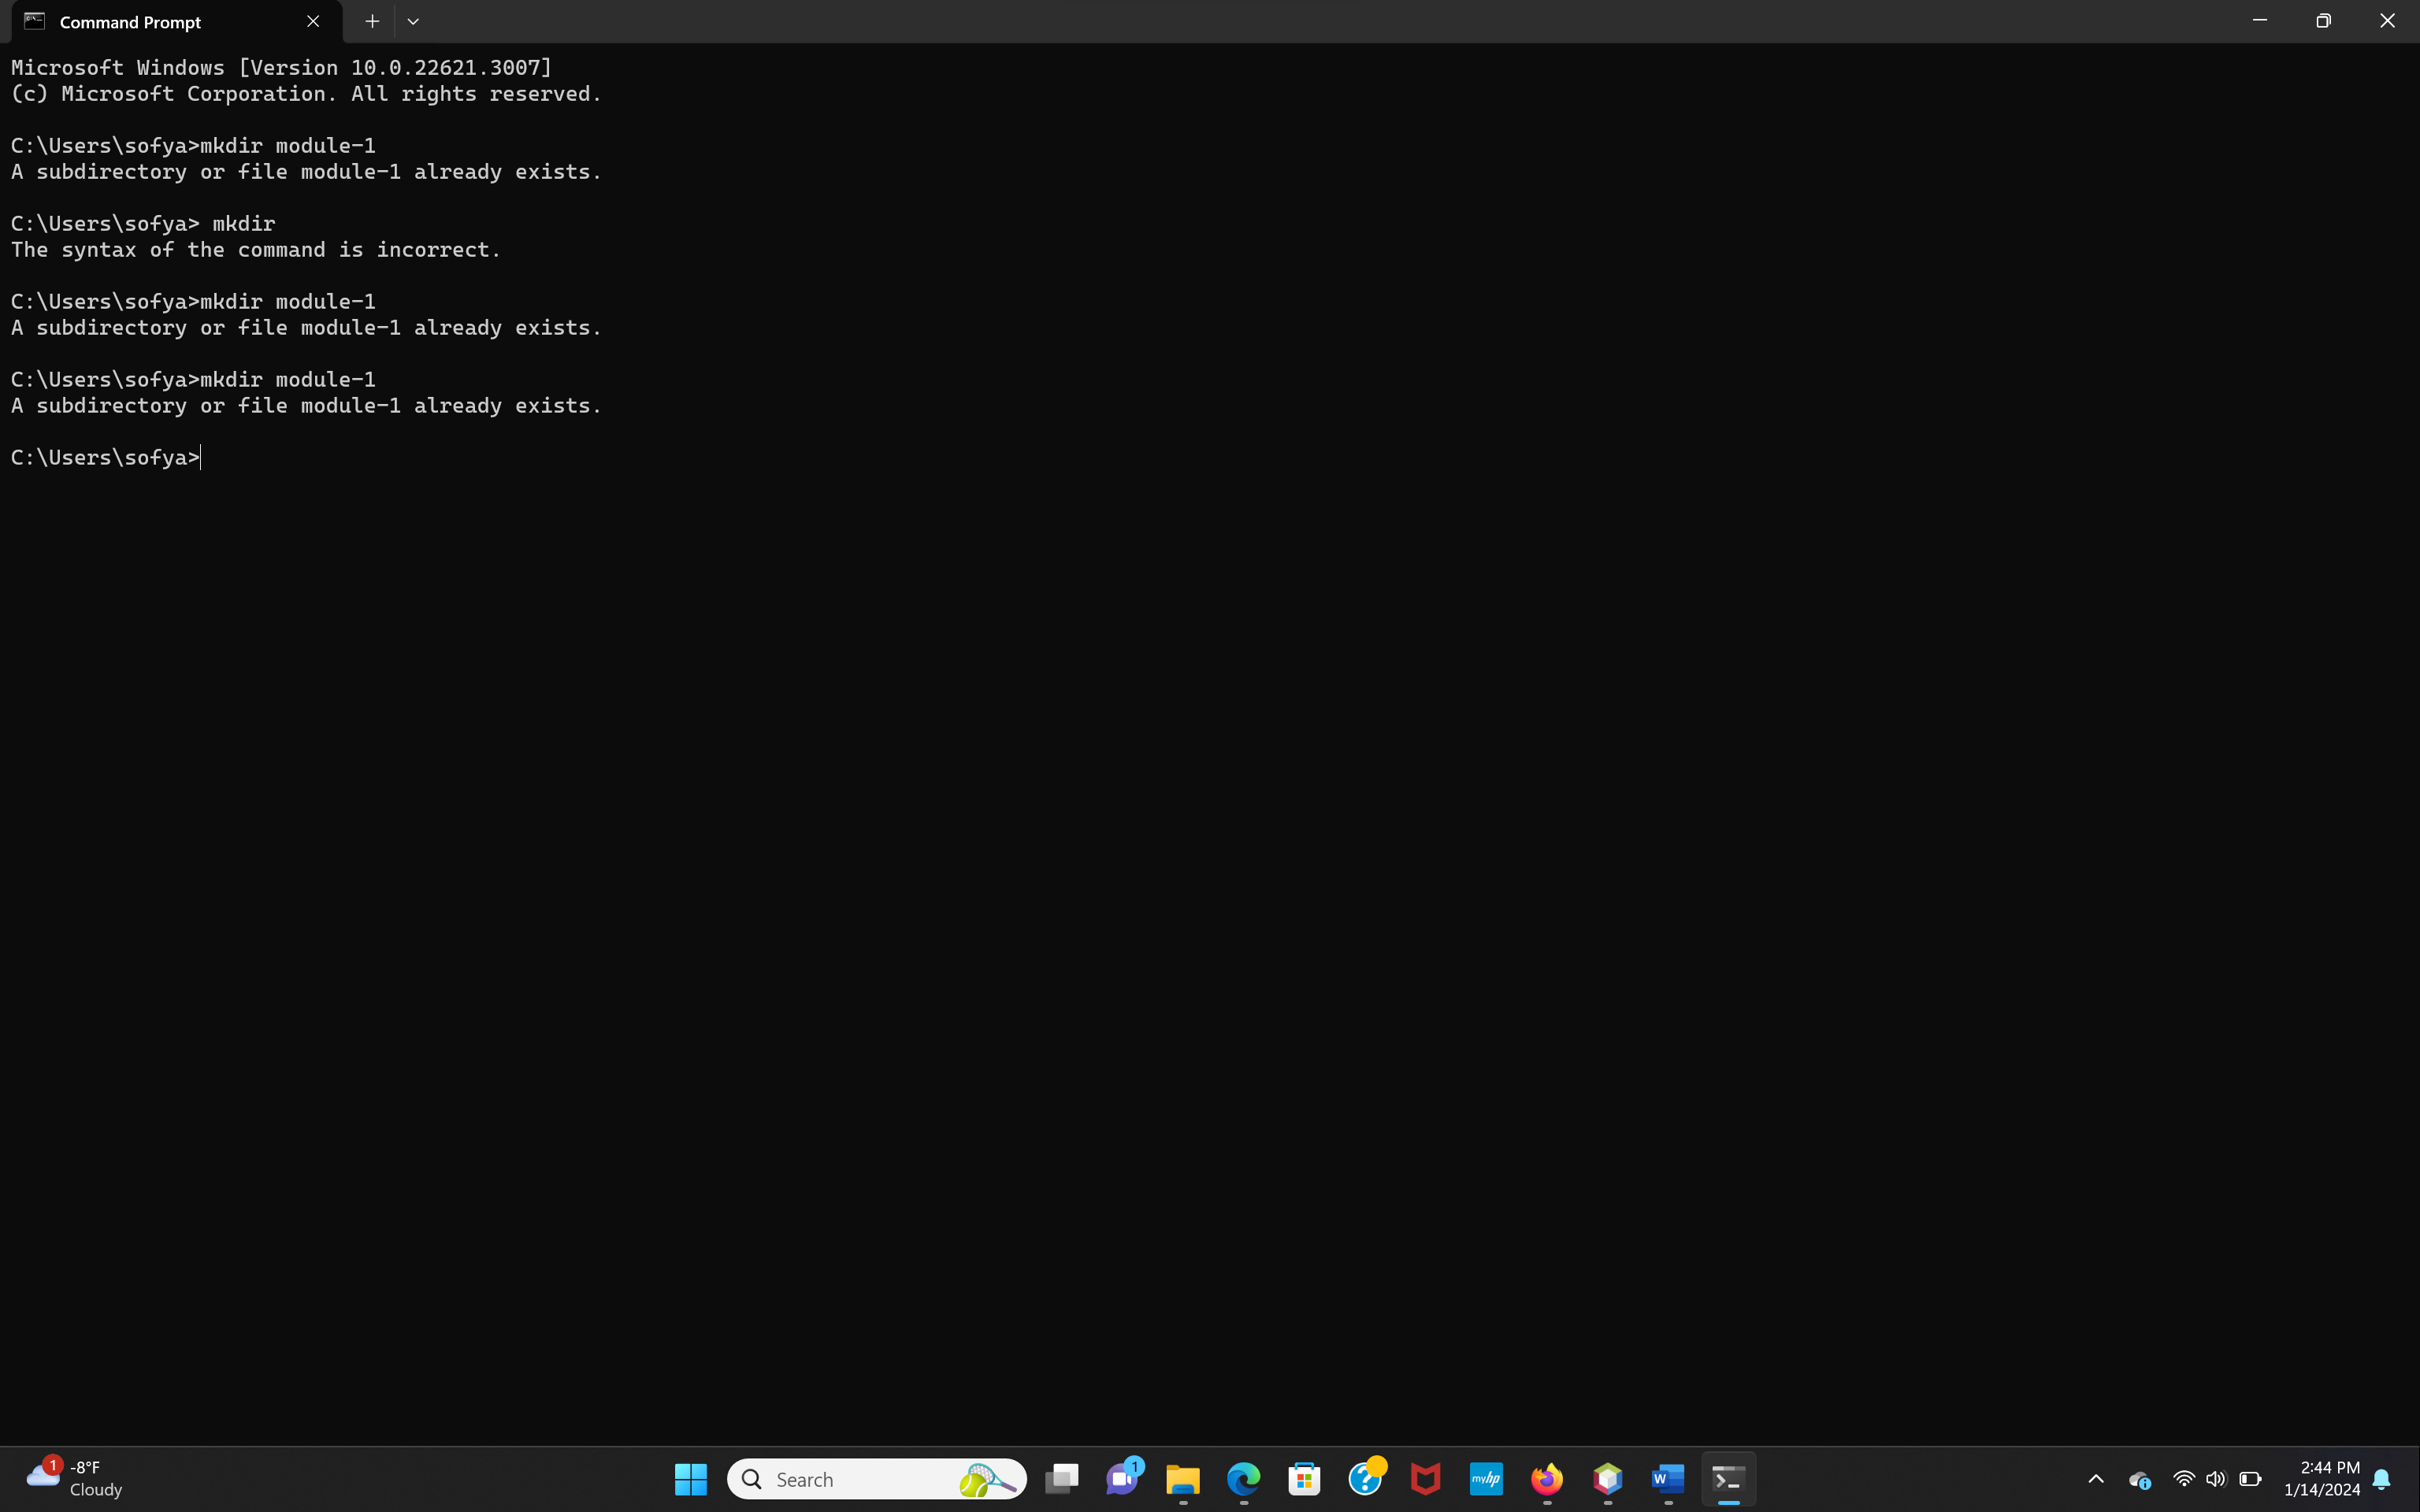 Command Prompt
Microsoft Windows [Version 10.0.22621.3007]
(c) Microsoft Corporation. All rights reserved.
C:\Users\sofya>mkdir module-1
A subdirectory or file module-1 already exists.
C:\Users\sofya> mkdir
The syntax of the command is incorrect.
C:\Users\sofya>mkdir module-1
A subdirectory or file module-1 already exists.
C:\Users\sofya>mkdir module-1
A subdirectory or file module-1 already exists.
C:\Users\sofya>
1
-8°F
Cloudy
Search
1
myhp
W
2:44 PM
1/14/2024